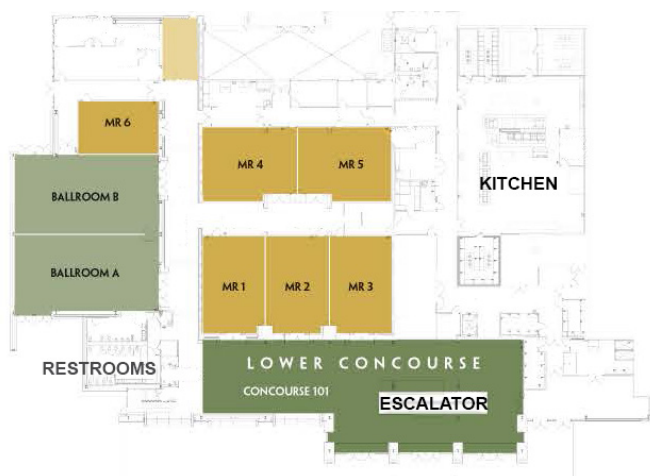 MR 6
MR 4
MR 5
KITCHEN
BALLROOM B
BALLROOM A
MR 1
MR 2
MR 3
LOWER CONCOURSE
RESTROOMS
CONCOURSE 101
ESCALATOR